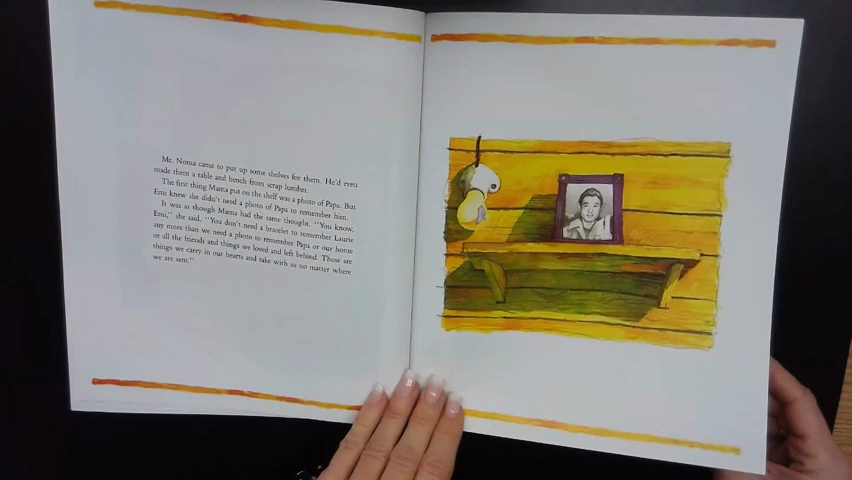 Mr. Noma came to put up some shelves for them. He'd even
made them a table and bench from scrap lumber.
The first thing Mama put on the shelf was a photo of Papa. But
Emi knew she didn't need a photo of Papa to remember him.
It was as though Mama had the same thought. "You know,
Emi," she said. "You don't need a bracelet to remember Laurie
any more than we need a photo to remember Papa or our home
or all the friends and things we loved and left behind. Those are
things we carry in our hearts and take with us no matter where
we are sent."